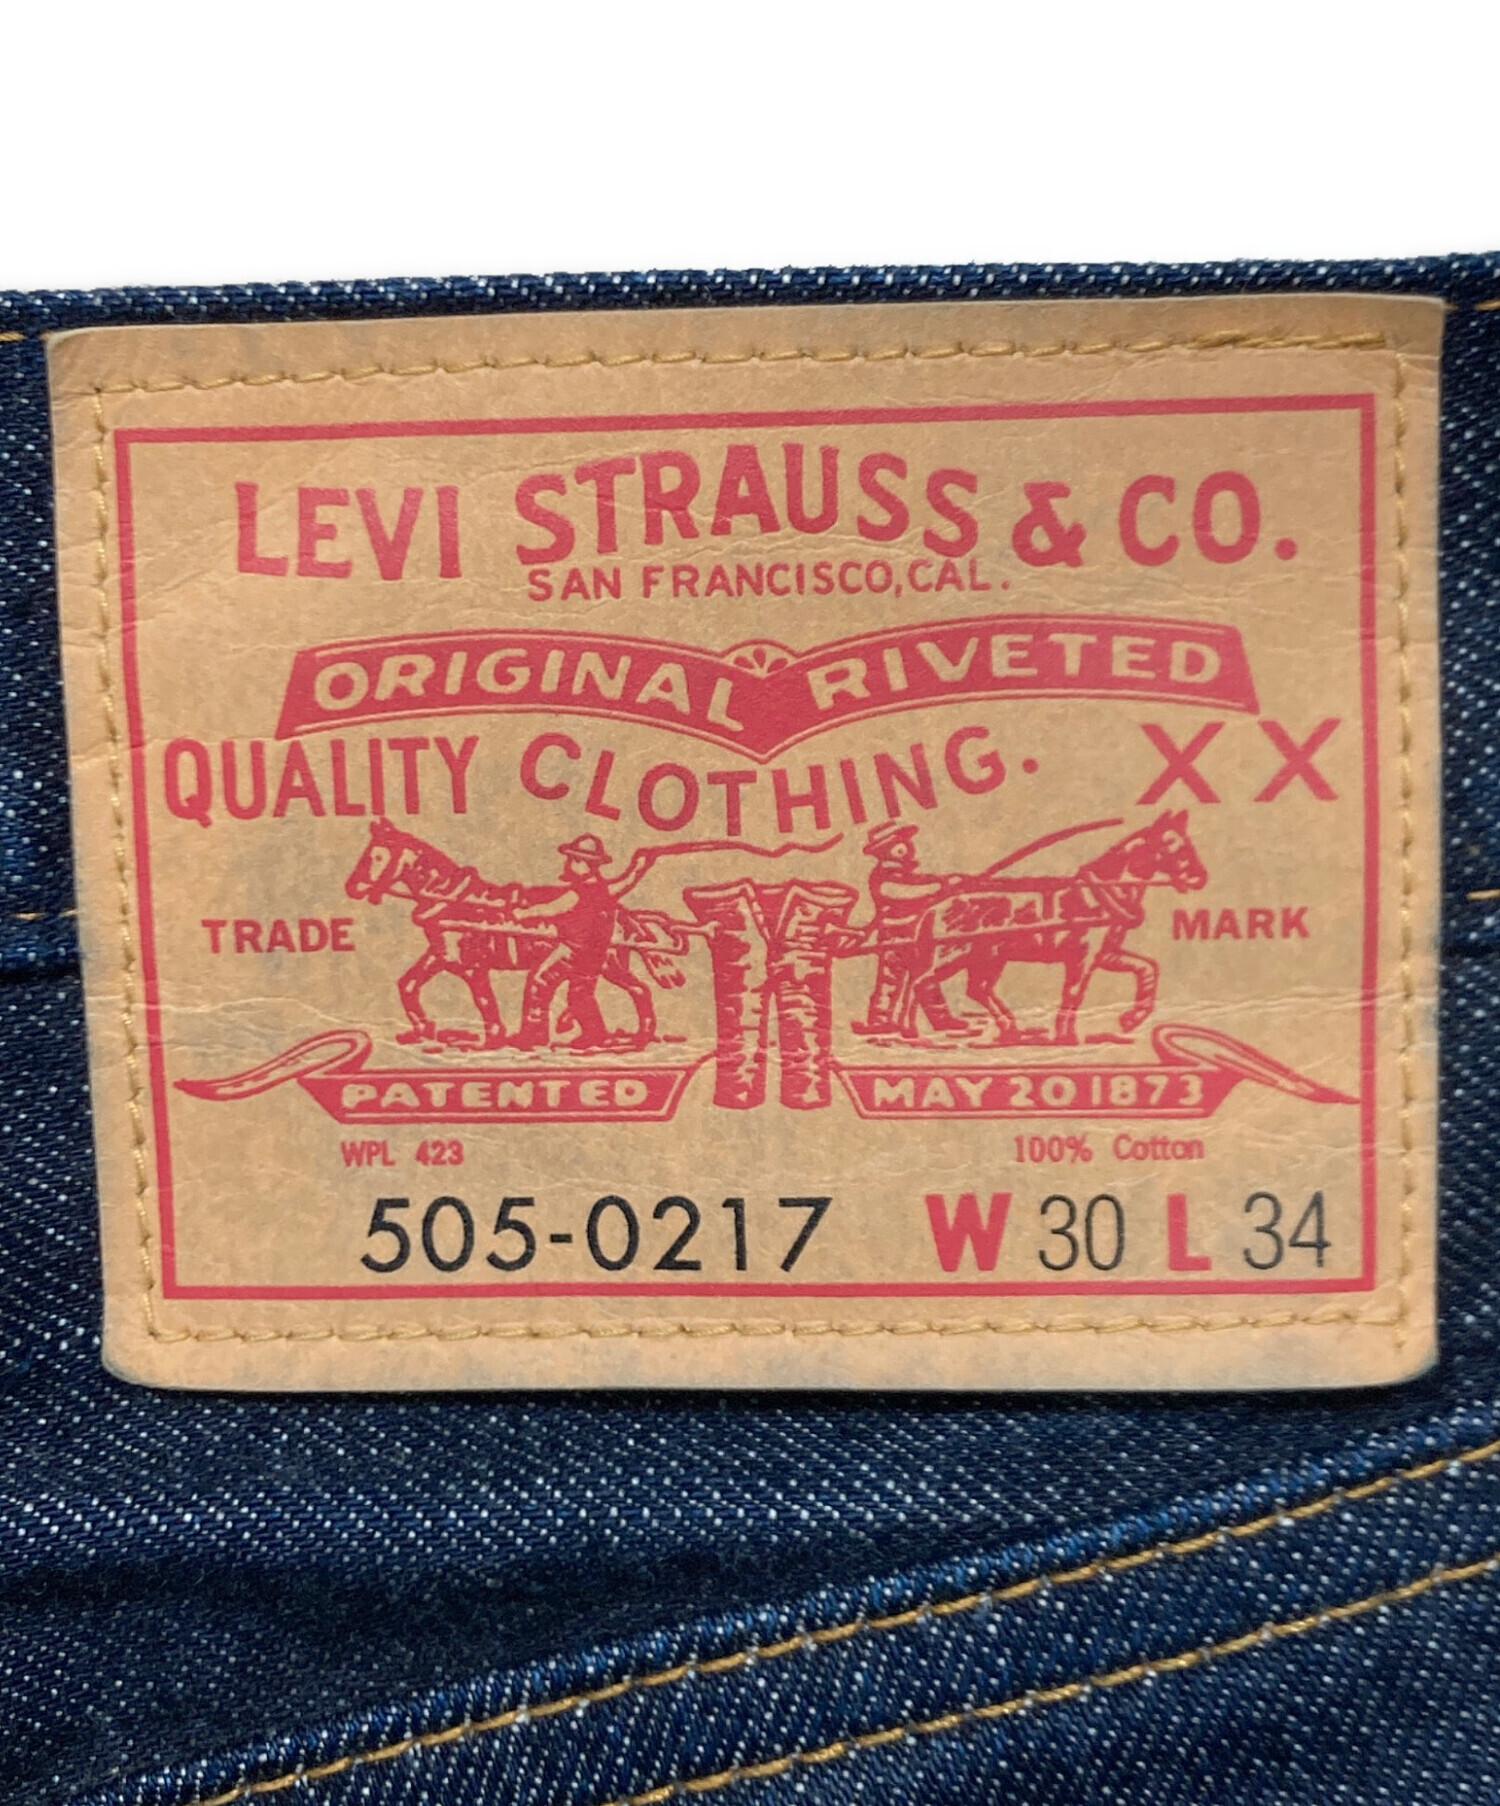 LEVI STRAUSS & CO.
SAN FRANCISCO, CAL.
ORIGINAL RIVETED
QUALITY CLOTHING. XX
TRADE MARK
PATENTED MAY 20 1873
WPL 423 100% Cotton
505-0217 W 30 L 34